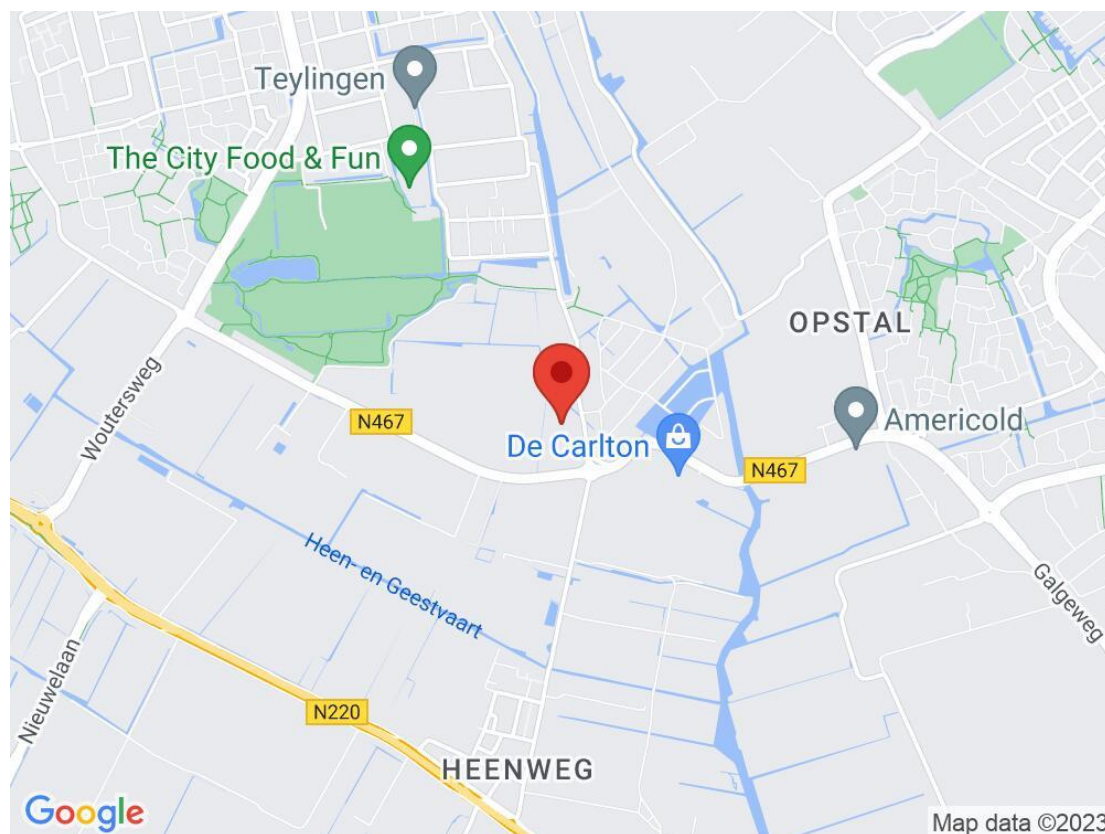 Teylingen
The City Food & Fun
OPSTAL
Woutersweg
N467
De Carlton
Americold
N467
Heen- en Geestvaart
Galgeweg
Nieuwelaan
N220
HEENWEG
Google
Map data ©2023